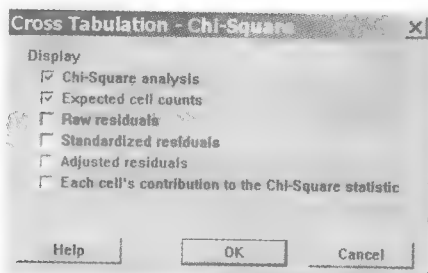 Cross Tabulation - Chi-Square
Display
Chi-Square analysis
Expected cell counts
Raw residuals
Standardized residuals
Adjusted residuals
Each cell's contribution to the Chi-Square statistic
Help OK Cancel